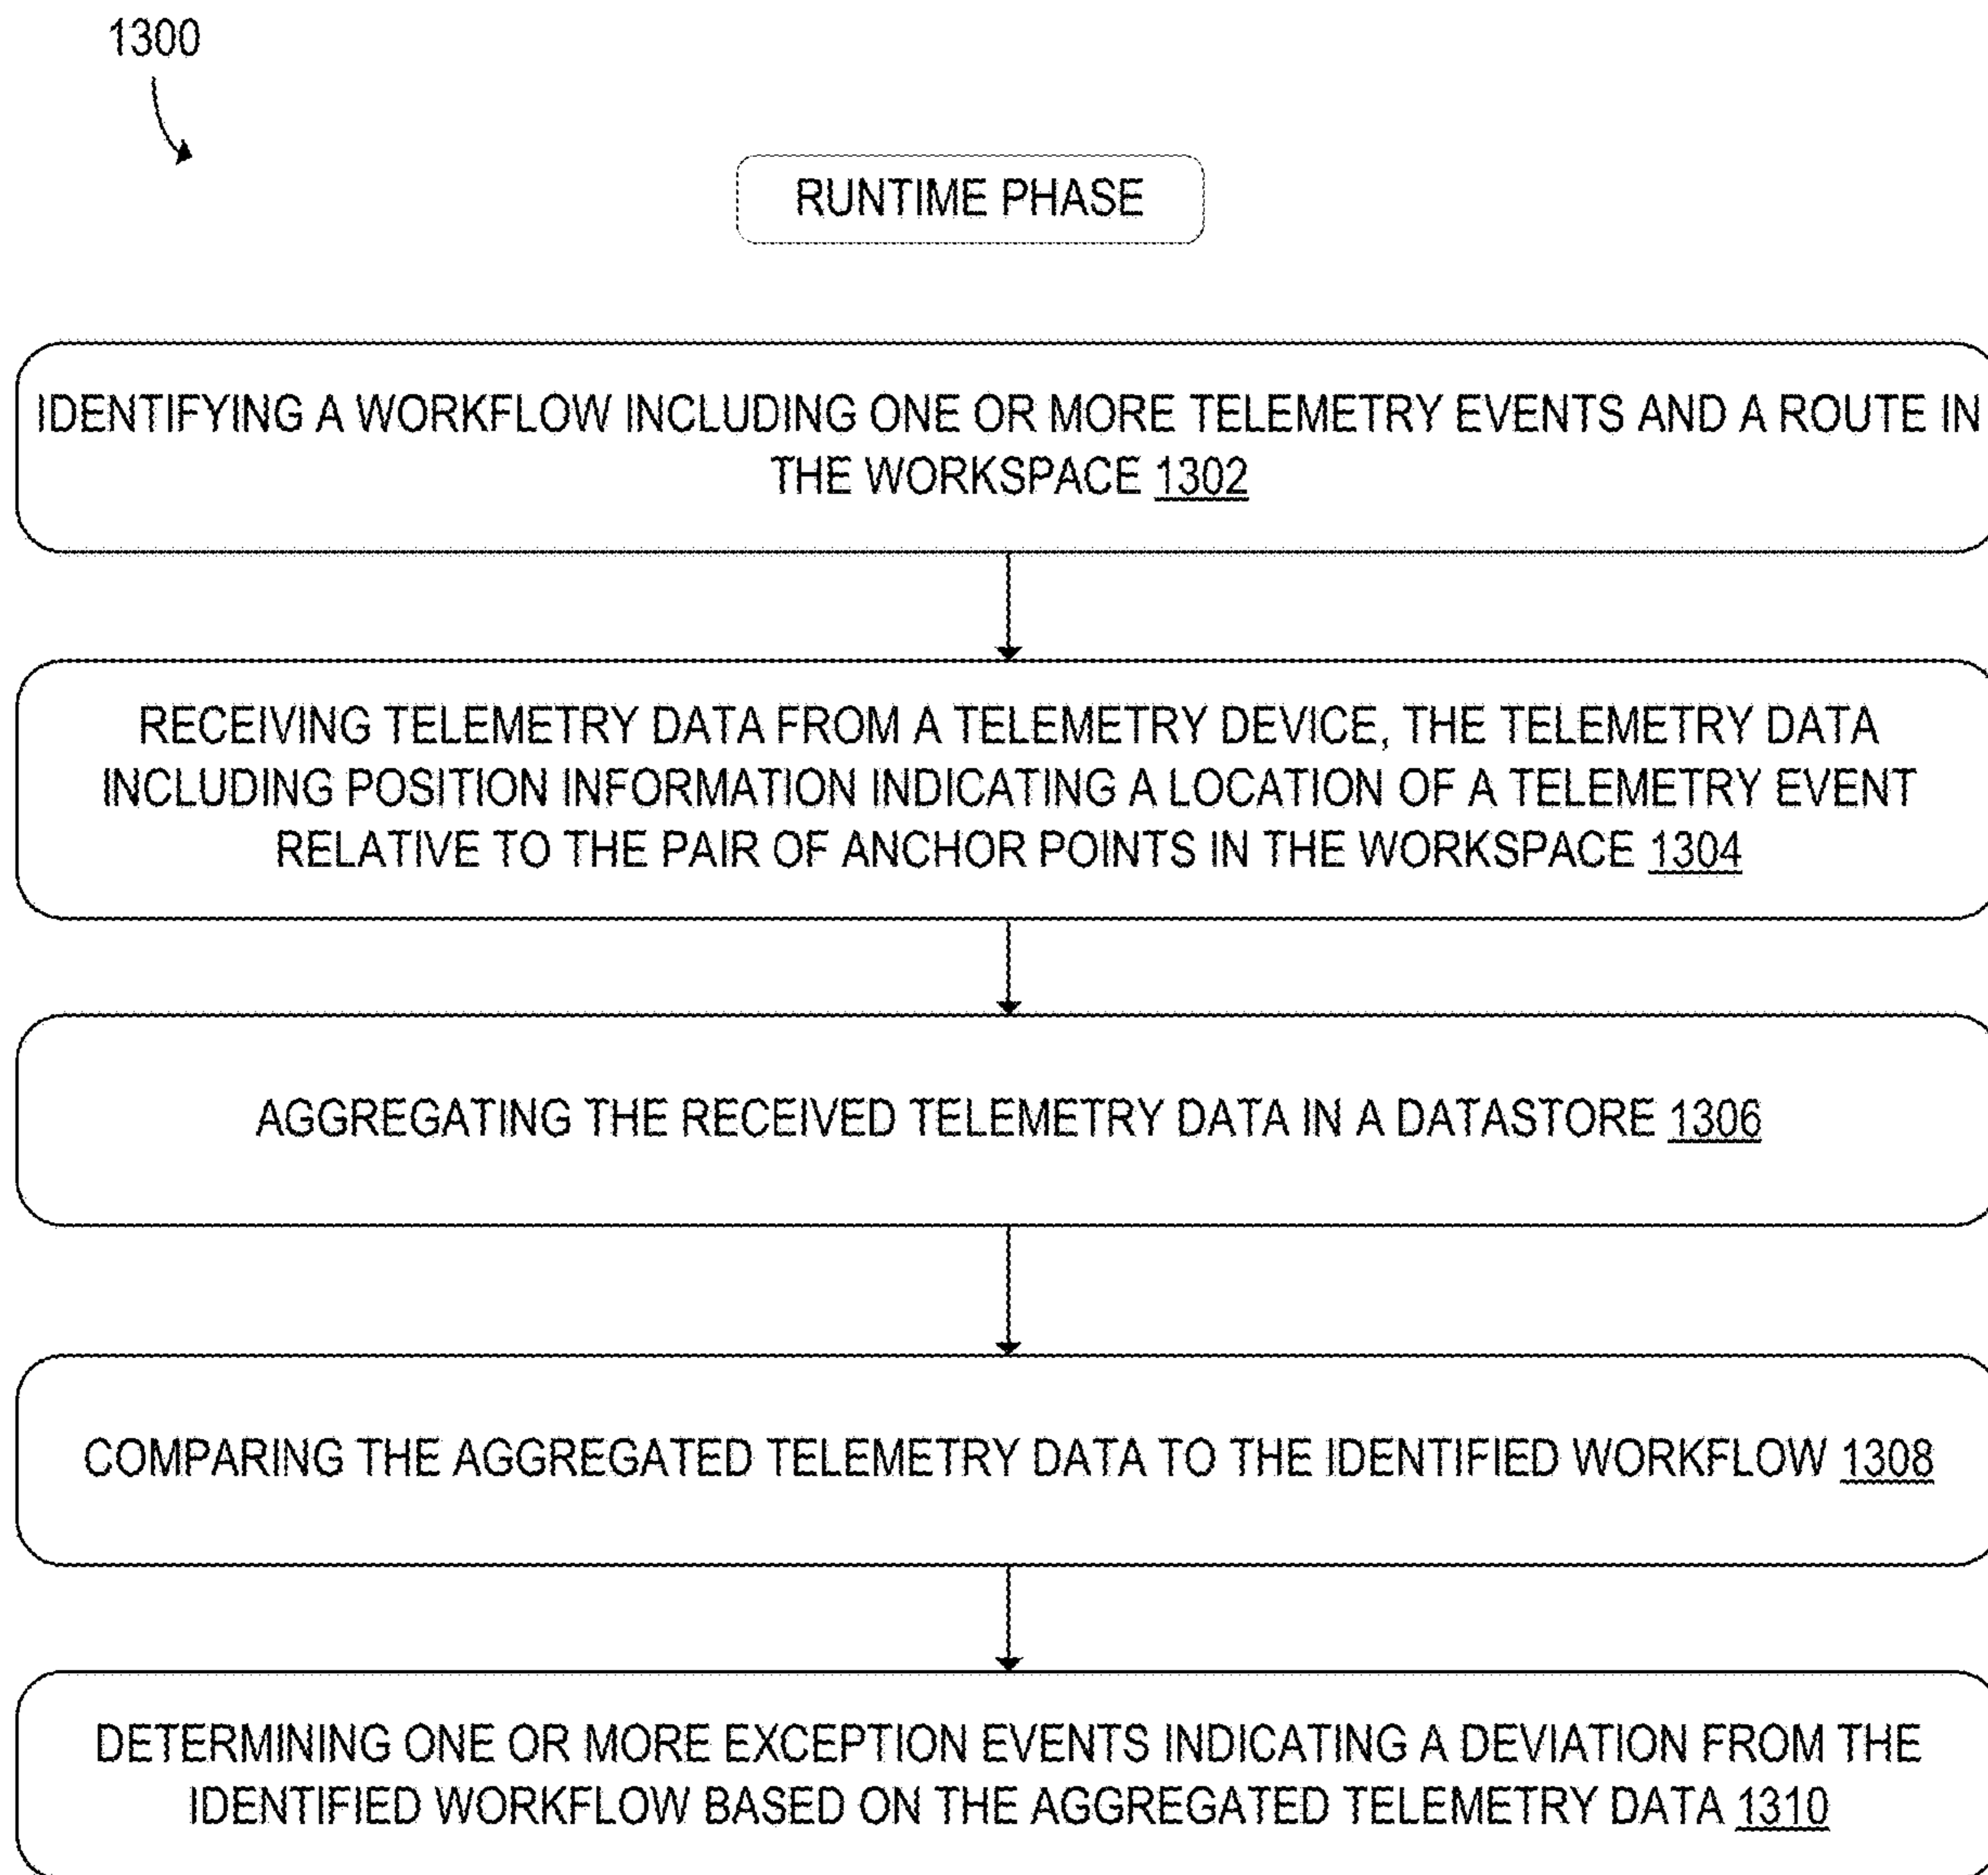 1300
RUNTIME PHASE
IDENTIFYING A WORKFLOW INCLUDING ONE OR MORE TELEMETRY EVENTS AND A ROUTE IN
THE WORKSPACE 1302
RECEIVING TELEMETRY DATA FROM A TELEMETRY DEVICE, THE TELEMETRY DATA
INCLUDING POSITION INFORMATION INDICATING A LOCATION OF A TELEMETRY EVENT
RELATIVE TO THE PAIR OF ANCHOR POINTS IN THE WORKSPACE 1304
AGGREGATING THE RECEIVED TELEMETRY DATA IN A DATASTORE 1306
COMPARING THE AGGREGATED TELEMETRY DATA TO THE IDENTIFIED WORKFLOW 1308
DETERMINING ONE OR MORE EXCEPTION EVENTS INDICATING A DEVIATION FROM THE
IDENTIFIED WORKFLOW BASED ON THE AGGREGATED TELEMETRY DATA 1310